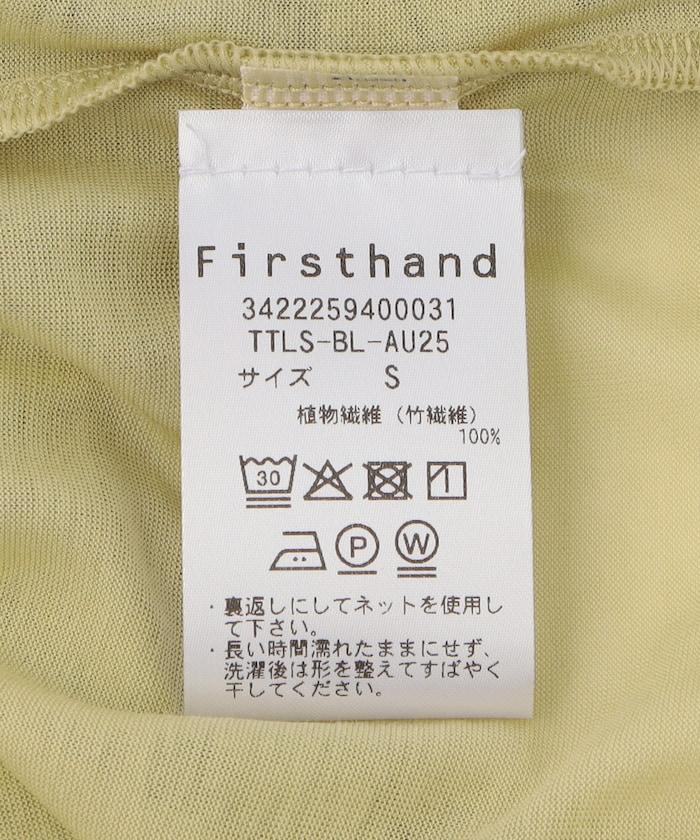 Firsthand
3422259400031
TTLS-BL-AU25
サイズ S
植物繊維（竹繊維）
100%
30
P W
・裏返しにしてネットを使用し
て下さい。
・長い時間濡れたままにせず、
洗濯後は形を整えてすばやく
干してください。